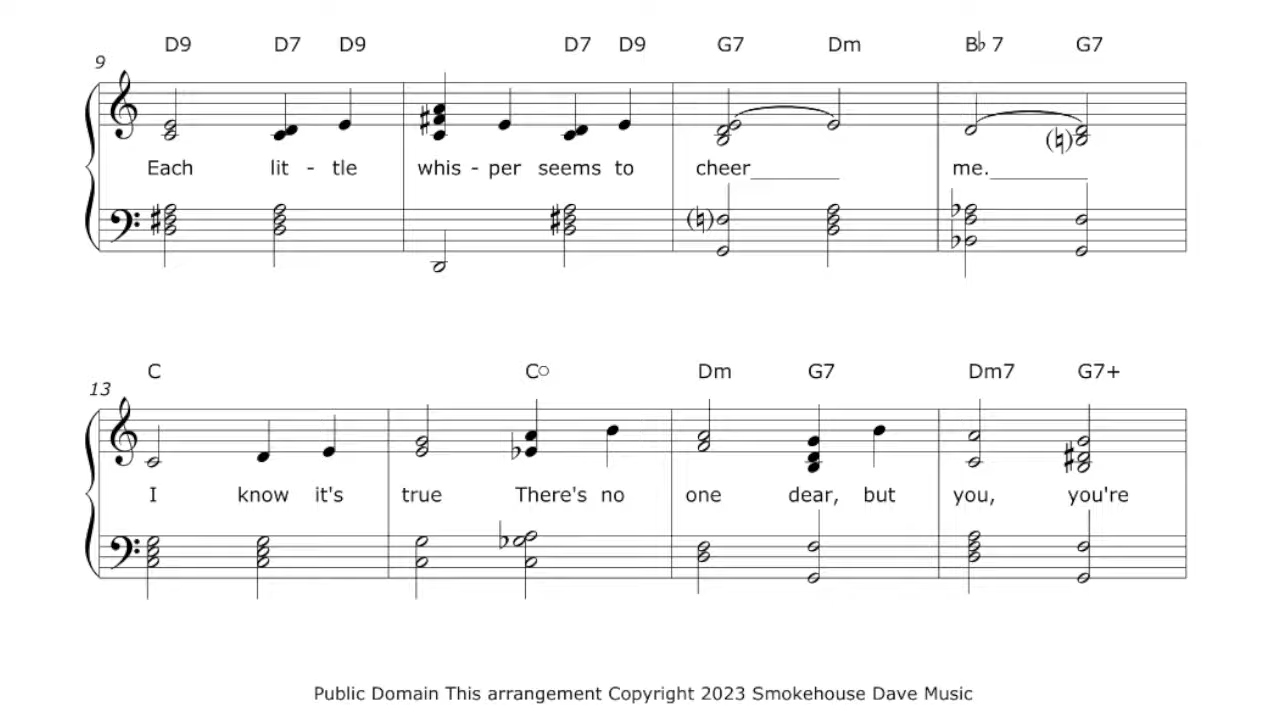 D9 D7 D9 D7 D9 G7 Dm B♭7 G7
9
Each lit - tle whis - per seems to cheer________ me.________
C C○ Dm G7 Dm7 G7+
13
I know it's true There's no one dear, but you, you're
Public Domain This arrangement Copyright 2023 Smokehouse Dave Music